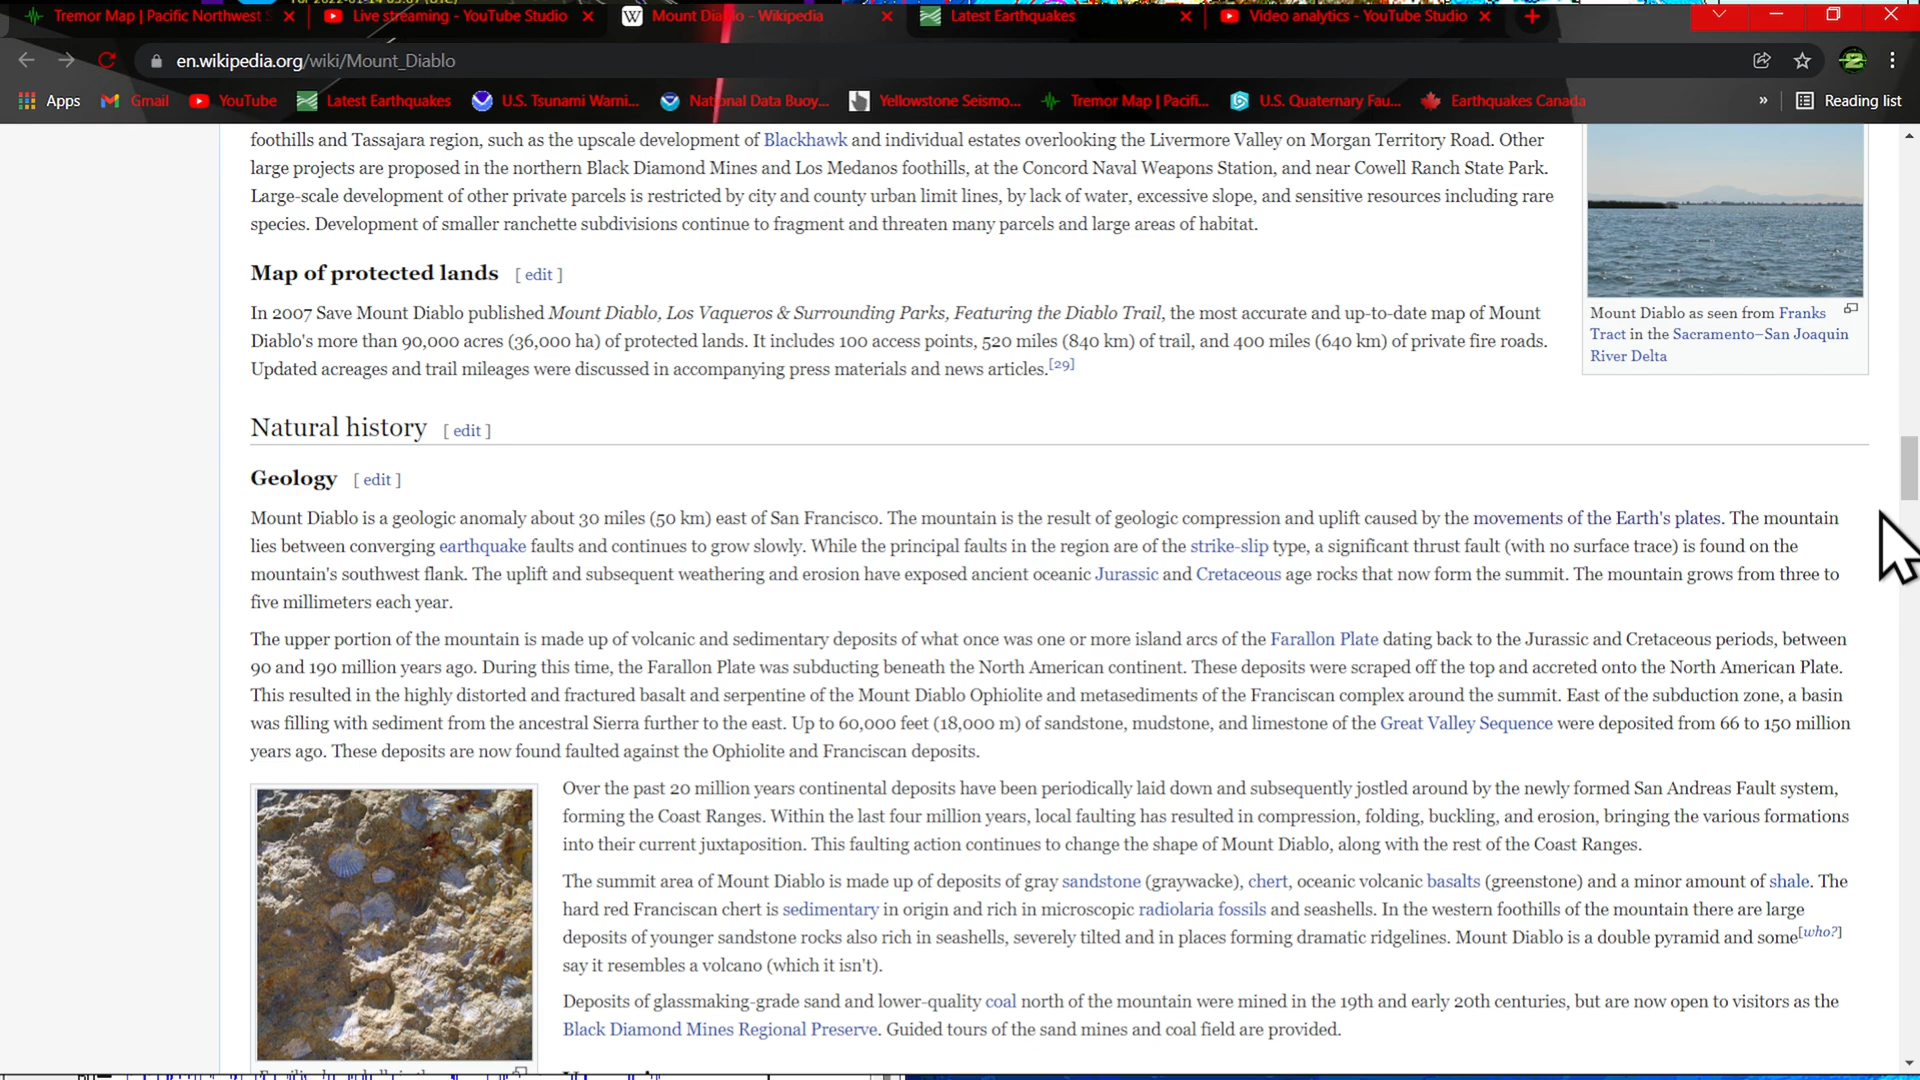 Tremor Map | Pacific Northwest S
Live streaming - YouTube Studio
Mount Diablo - Wikipedia
Latest Earthquakes
Video analytics - YouTube Studio
en.wikipedia.org/wiki/Mount_Diablo
Apps
Gmail
YouTube
Latest Earthquakes
U.S. Tsunami Warni...
National Data Buoy...
Yellowstone Seismo...
Tremor Map | Pacifi...
U.S. Quaternary Fau...
Earthquakes Canada
»
Reading list
foothills and Tassajara region, such as the upscale development of Blackhawk and individual estates overlooking the Livermore Valley on Morgan Territory Road. Other
large projects are proposed in the northern Black Diamond Mines and Los Medanos foothills, at the Concord Naval Weapons Station, and near Cowell Ranch State Park.
Large-scale development of other private parcels is restricted by city and county urban limit lines, by lack of water, excessive slope, and sensitive resources including rare
species. Development of smaller ranchette subdivisions continue to fragment and threaten many parcels and large areas of habitat.
Mount Diablo as seen from Franks
Tract in the Sacramento–San Joaquin
River Delta
Map of protected lands [ edit ]
In 2007 Save Mount Diablo published Mount Diablo, Los Vaqueros & Surrounding Parks, Featuring the Diablo Trail, the most accurate and up-to-date map of Mount
Diablo's more than 90,000 acres (36,000 ha) of protected lands. It includes 100 access points, 520 miles (840 km) of trail, and 400 miles (640 km) of private fire roads.
Updated acreages and trail mileages were discussed in accompanying press materials and news articles.[29]
Natural history [ edit ]
Geology [ edit ]
Mount Diablo is a geologic anomaly about 30 miles (50 km) east of San Francisco. The mountain is the result of geologic compression and uplift caused by the movements of the Earth's plates. The mountain
lies between converging earthquake faults and continues to grow slowly. While the principal faults in the region are of the strike-slip type, a significant thrust fault (with no surface trace) is found on the
mountain's southwest flank. The uplift and subsequent weathering and erosion have exposed ancient oceanic Jurassic and Cretaceous age rocks that now form the summit. The mountain grows from three to
five millimeters each year.
The upper portion of the mountain is made up of volcanic and sedimentary deposits of what once was one or more island arcs of the Farallon Plate dating back to the Jurassic and Cretaceous periods, between
90 and 190 million years ago. During this time, the Farallon Plate was subducting beneath the North American continent. These deposits were scraped off the top and accreted onto the North American Plate.
This resulted in the highly distorted and fractured basalt and serpentine of the Mount Diablo Ophiolite and metasediments of the Franciscan complex around the summit. East of the subduction zone, a basin
was filling with sediment from the ancestral Sierra further to the east. Up to 60,000 feet (18,000 m) of sandstone, mudstone, and limestone of the Great Valley Sequence were deposited from 66 to 150 million
years ago. These deposits are now found faulted against the Ophiolite and Franciscan deposits.
Over the past 20 million years continental deposits have been periodically laid down and subsequently jostled around by the newly formed San Andreas Fault system,
forming the Coast Ranges. Within the last four million years, local faulting has resulted in compression, folding, buckling, and erosion, bringing the various formations
into their current juxtaposition. This faulting action continues to change the shape of Mount Diablo, along with the rest of the Coast Ranges.
The summit area of Mount Diablo is made up of deposits of gray sandstone (graywacke), chert, oceanic volcanic basalts (greenstone) and a minor amount of shale. The
hard red Franciscan chert is sedimentary in origin and rich in microscopic radiolaria fossils and seashells. In the western foothills of the mountain there are large
deposits of younger sandstone rocks also rich in seashells, severely tilted and in places forming dramatic ridgelines. Mount Diablo is a double pyramid and some[who?]
say it resembles a volcano (which it isn't).
Deposits of glassmaking-grade sand and lower-quality coal north of the mountain were mined in the 19th and early 20th centuries, but are now open to visitors as the
Black Diamond Mines Regional Preserve. Guided tours of the sand mines and coal field are provided.